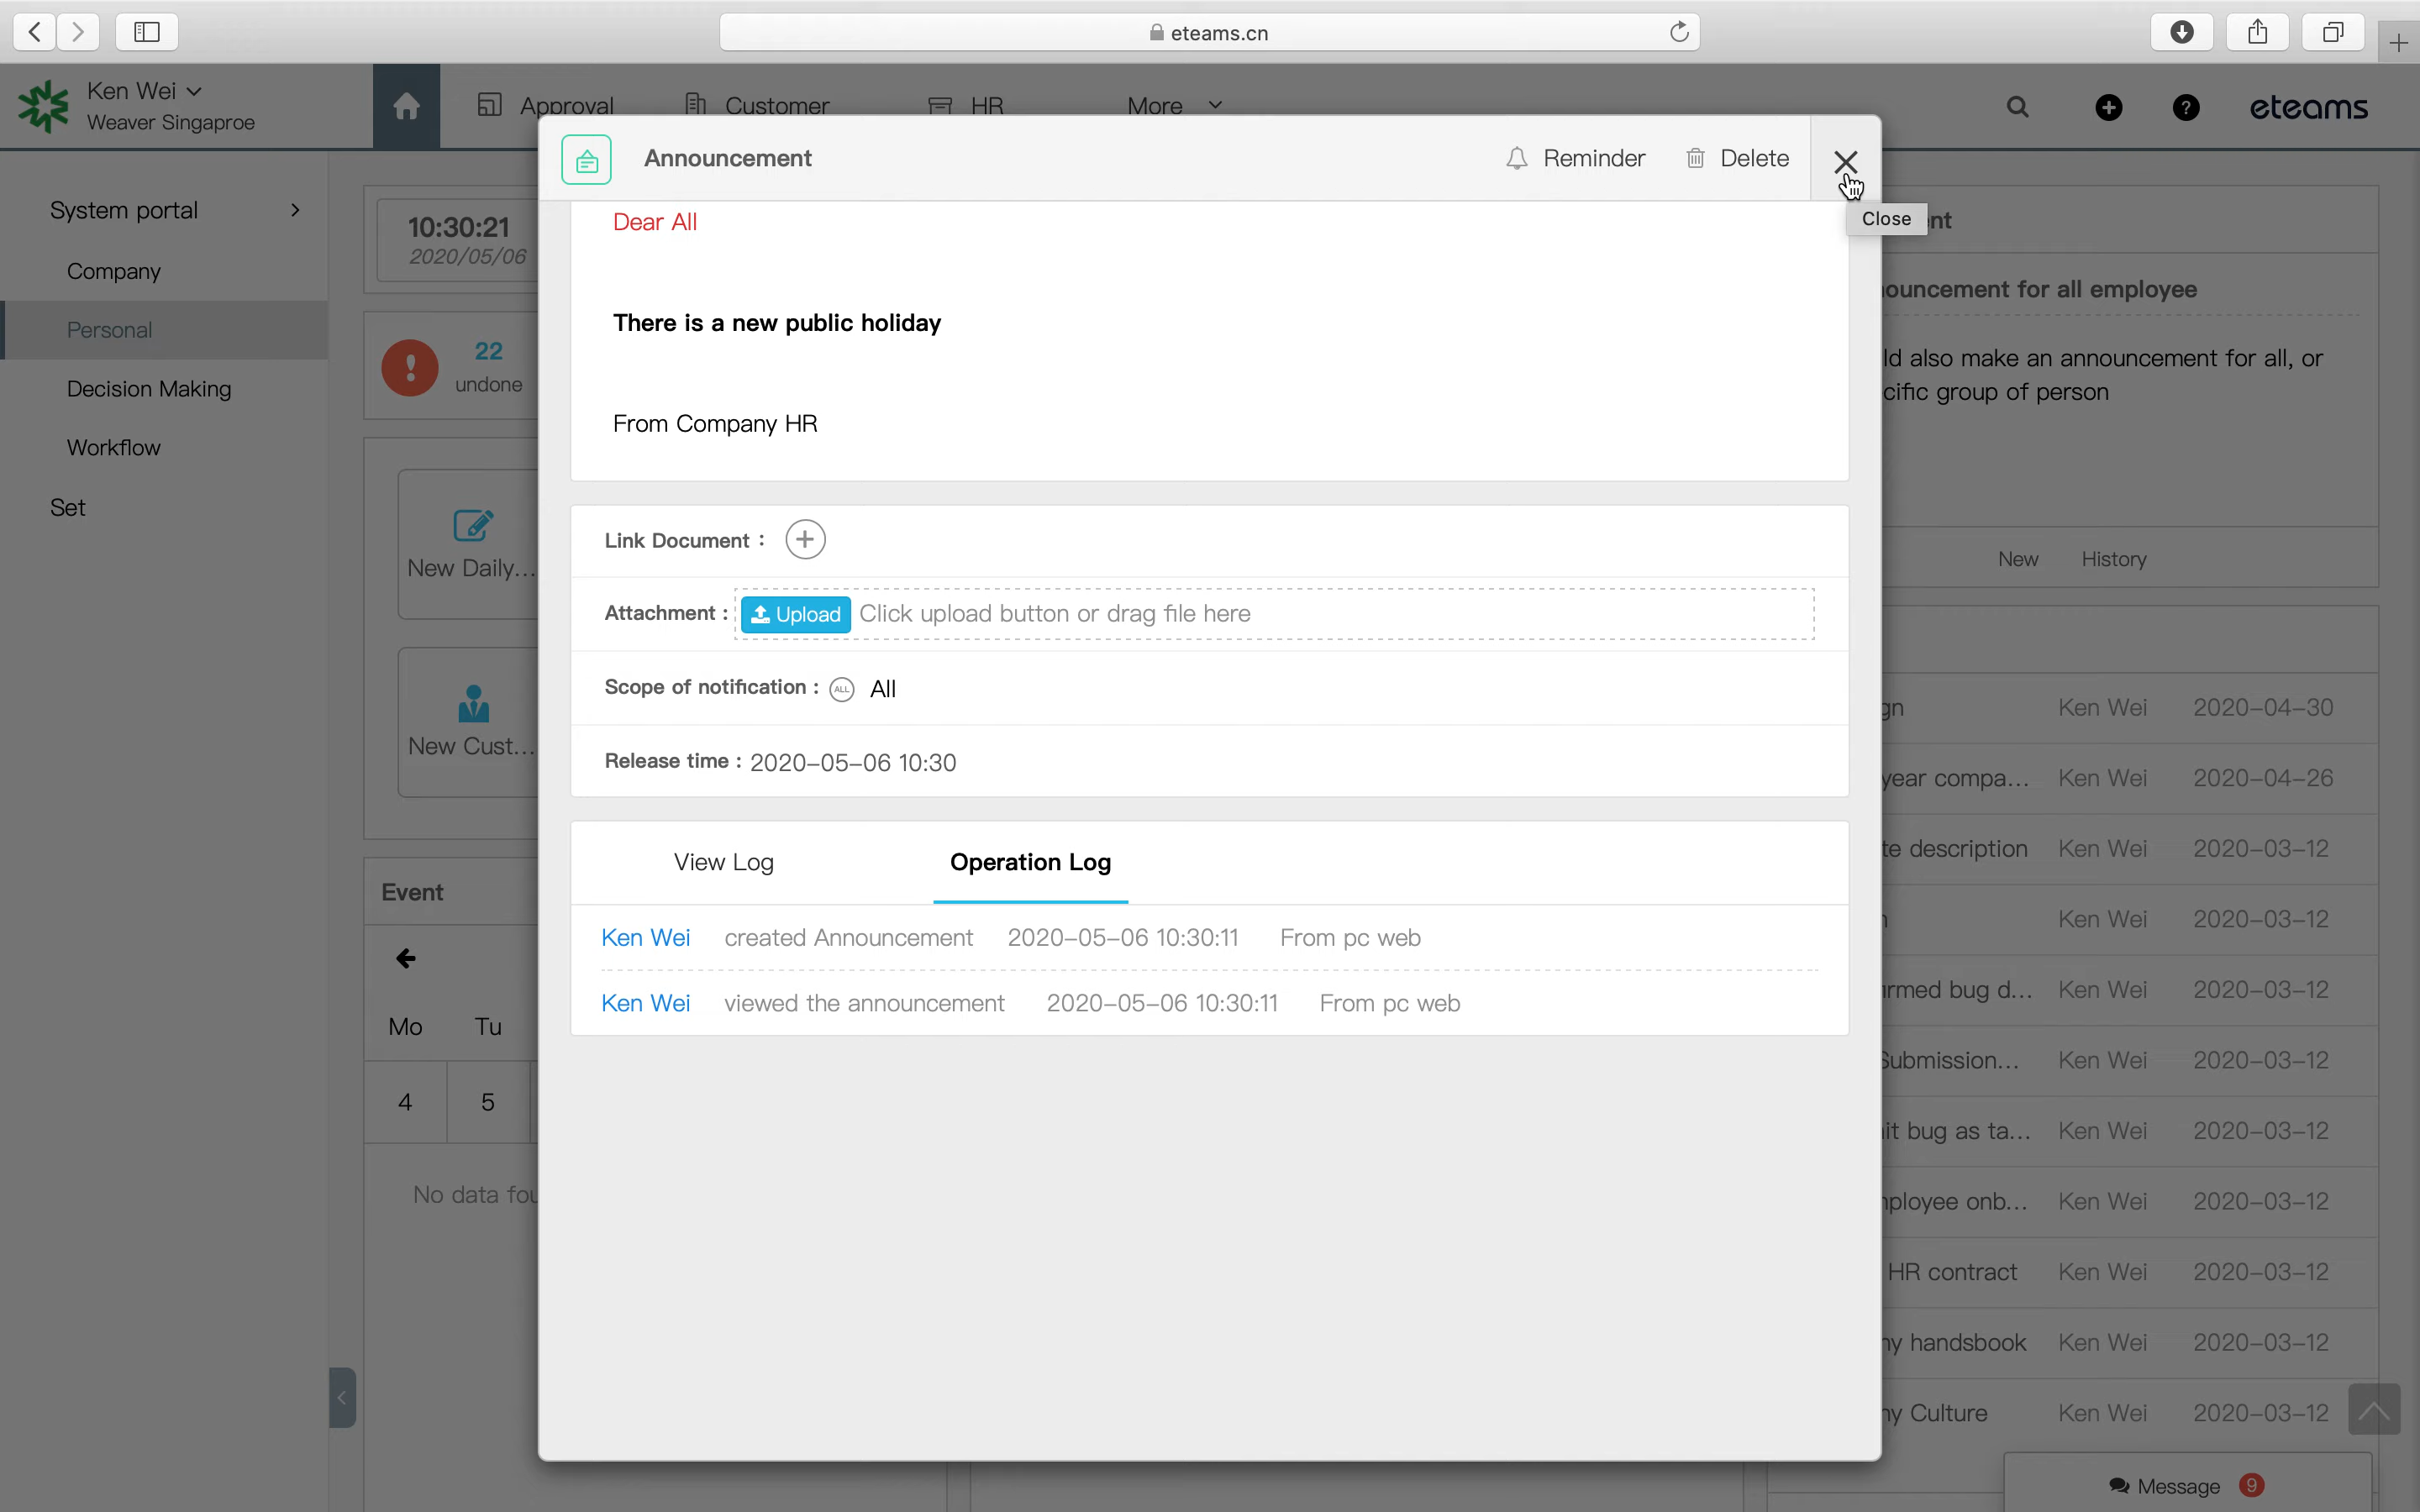 eteams.cn
Ken Wei
Weaver Singaproe
Approval
Customer
HR
More
eteams
System portal
Company
Personal
Decision Making
Workflow
Set
10:30:21
2020/05/06
22
undone
New Daily...
New Cust...
Event
Mo Tu
4 5
No data fou
Announcement
Reminder
Delete
Close
Dear All
There is a new public holiday
From Company HR
Link Document :
Attachment : Upload Click upload button or drag file here
Scope of notification : ALL All
Release time : 2020-05-06 10:30
View Log
Operation Log
Ken Wei created Announcement 2020-05-06 10:30:11 From pc web
Ken Wei viewed the announcement 2020-05-06 10:30:11 From pc web
nt
ouncement for all employee
ld also make an announcement for all, or
cific group of person
New History
gn Ken Wei 2020-04-30
year compa... Ken Wei 2020-04-26
te description Ken Wei 2020-03-12
Ken Wei 2020-03-12
irmed bug d... Ken Wei 2020-03-12
Submission... Ken Wei 2020-03-12
it bug as ta... Ken Wei 2020-03-12
nployee onb... Ken Wei 2020-03-12
HR contract Ken Wei 2020-03-12
ny handsbook Ken Wei 2020-03-12
ny Culture Ken Wei 2020-03-12
Message 9